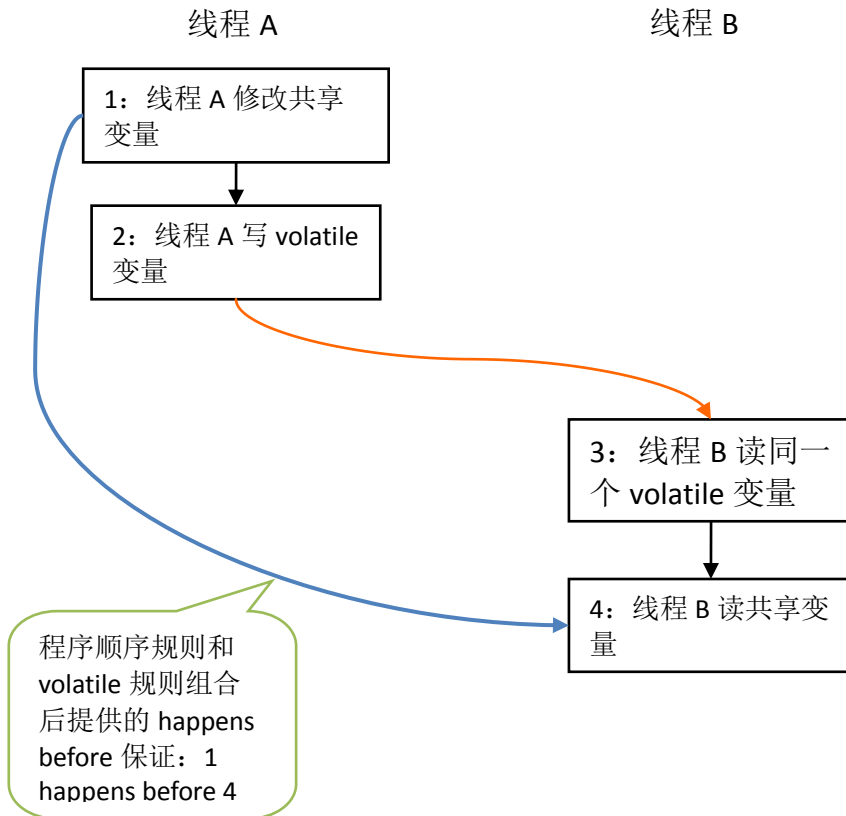 线程 A
线程 B
1：线程 A 修改共享
变量
2：线程 A 写 volatile
变量
3：线程 B 读同一
个 volatile 变量
4：线程 B 读共享变
量
程序顺序规则和
volatile 规则组合
后提供的 happens
before 保证：1
happens before 4